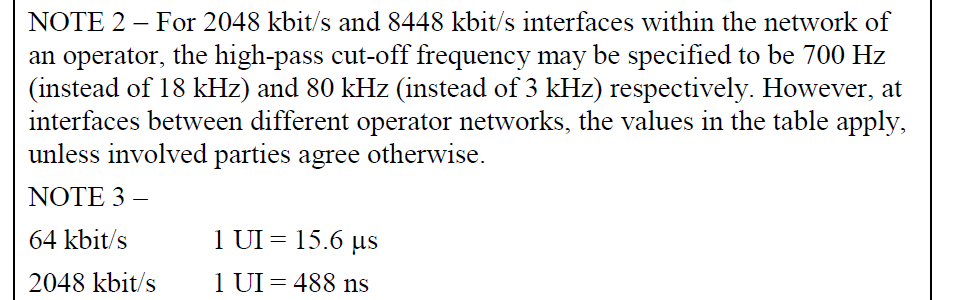 NOTE 2 – For 2048 kbit/s and 8448 kbit/s interfaces within the network of
an operator, the high-pass cut-off frequency may be specified to be 700 Hz
(instead of 18 kHz) and 80 kHz (instead of 3 kHz) respectively. However, at
interfaces between different operator networks, the values in the table apply,
unless involved parties agree otherwise.
NOTE 3 –
64 kbit/s 1 UI = 15.6 µs
2048 kbit/s 1 UI = 488 ns